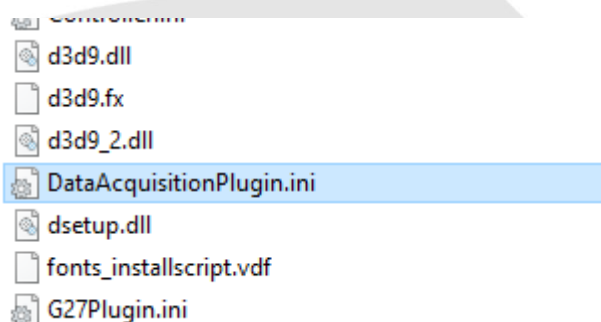 d3d9.dll
d3d9.fx
d3d9_2.dll
DataAcquisitionPlugin.ini
dsetup.dll
fonts_installscript.vdf
G27Plugin.ini